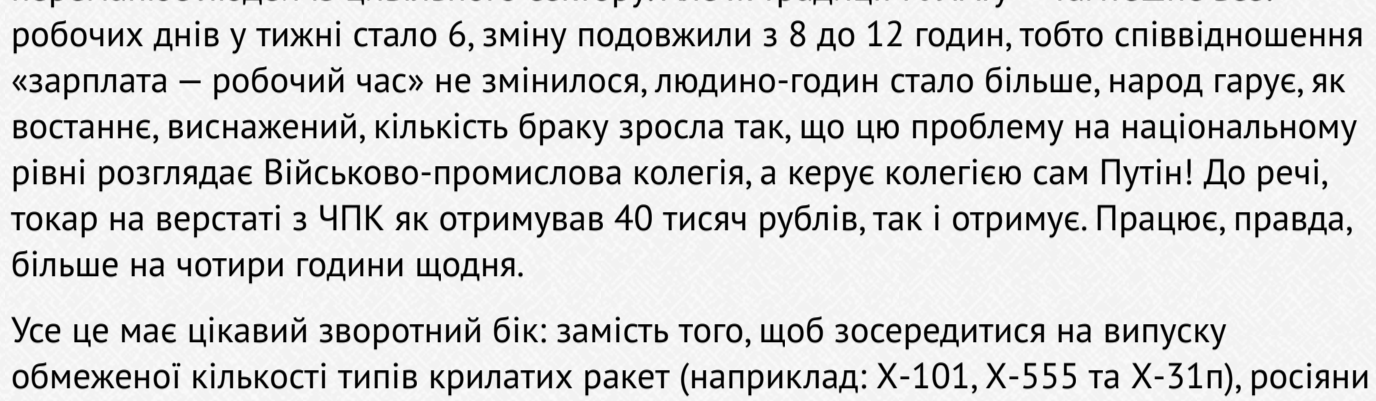 робочих днів у тижні стало 6, зміну подовжили з 8 до 12 годин, тобто співвідношення
«зарплата — робочий час» не змінилося, людино-годин стало більше, народ гарує, як
востаннє, виснажений, кількість браку зросла так, що цю проблему на національному
рівні розглядає Військово-промислова колегія, а керує колегією сам Путін! До речі,
токар на верстаті з ЧПК як отримував 40 тисяч рублів, так і отримує. Працює, правда,
більше на чотири години щодня.
Усе це має цікавий зворотний бік: замість того, щоб зосередитися на випуску
обмеженої кількості типів крилатих ракет (наприклад: Х-101, Х-555 та Х-31п), росіяни